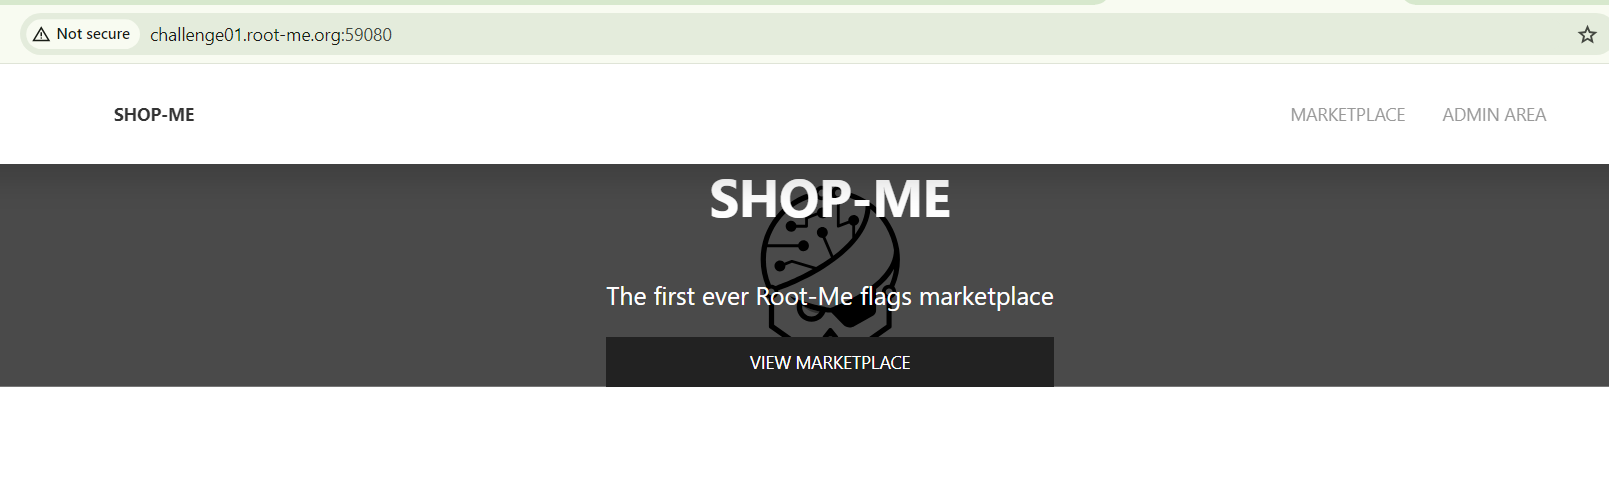 Not secure challenge01.root-me.org:59080
SHOP-ME MARKETPLACE ADMIN AREA
SHOP-ME
The first ever Root-Me flags marketplace
VIEW MARKETPLACE